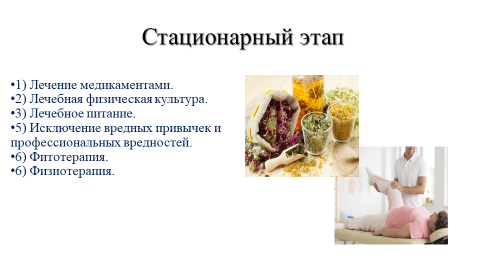 Стационарный этап
•1) Лечение медикаментами.
•2) Лечебная физическая культура.
•3) Лечебное питание.
•5) Исключение вредных привычек и
профессиональных вредностей.
•6) Фитотерапия.
•6) Физиотерапия.